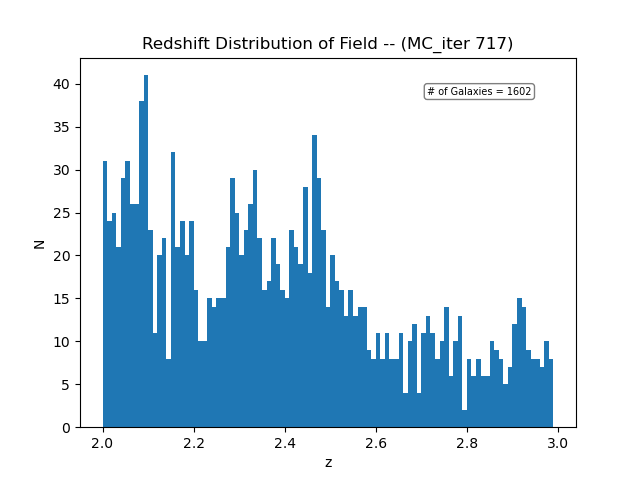 Redshift Distribution of Field -- (MC_iter 717)
# of Galaxies = 1602
N
40
35
30
25
20
15
10
5
0
2.0 2.2 2.4 2.6 2.8 3.0
z